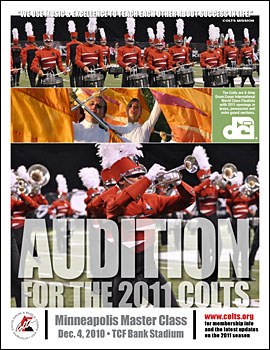 "WE USE MUSIC & EXCELLENCE TO TEACH EACH OTHER ABOUT SUCCESS IN LIFE"
COLTS MISSION
The Colts are 8-time
Drum Corps International
World Class Finalists
with 2011 openings in
brass, percussion and
color guard sections.
dci
AUDITION
FOR THE 2011 COLTS
Minneapolis Master Class
Dec. 4, 2010 • TCF Bank Stadium
www.colts.org
for membership info
and the latest updates
on the 2011 season